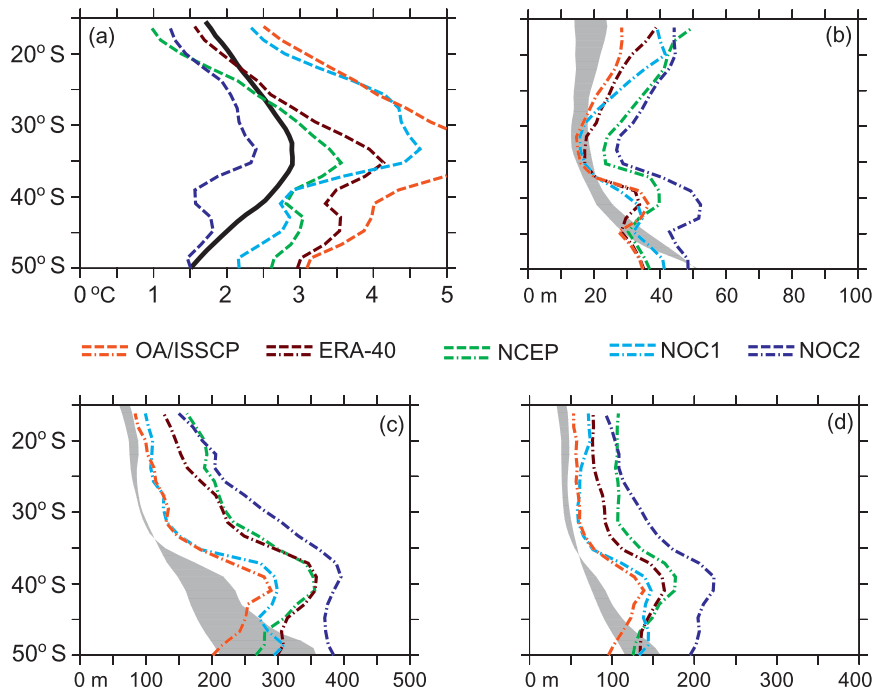 (a) (b)
20° S
30° S
40° S
50° S
0 °C 1 2 3 4 5
0 m 20 40 60 80 100
OA/ISSCP ERA-40 NCEP NOC1 NOC2
(c) (d)
20° S
30° S
40° S
50° S
0 m 100 200 300 400 500
0 m 100 200 300 400